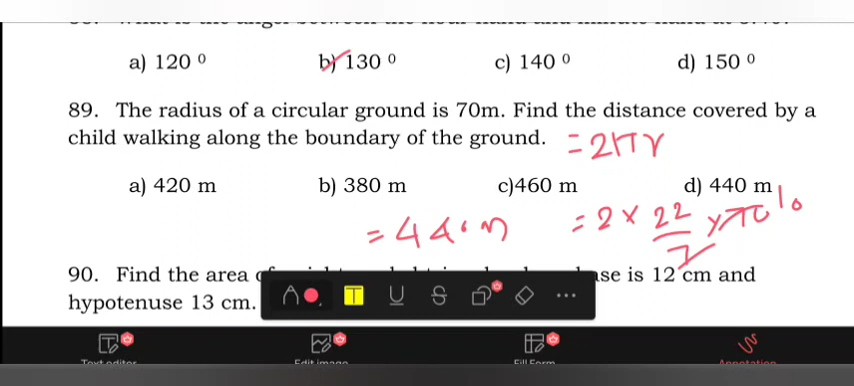 a) 120 ⁰ b) 130 ⁰ c) 140 ⁰ d) 150 ⁰
89. The radius of a circular ground is 70m. Find the distance covered by a
child walking along the boundary of the ground. = 2πr
a) 420 m b) 380 m c)460 m d) 440 m
= 440 m = 2 × 22/7 × 70 10
90. Find the area se is 12 cm and
hypotenuse 13 cm.
Text editor Edit image Fill Form Annotation